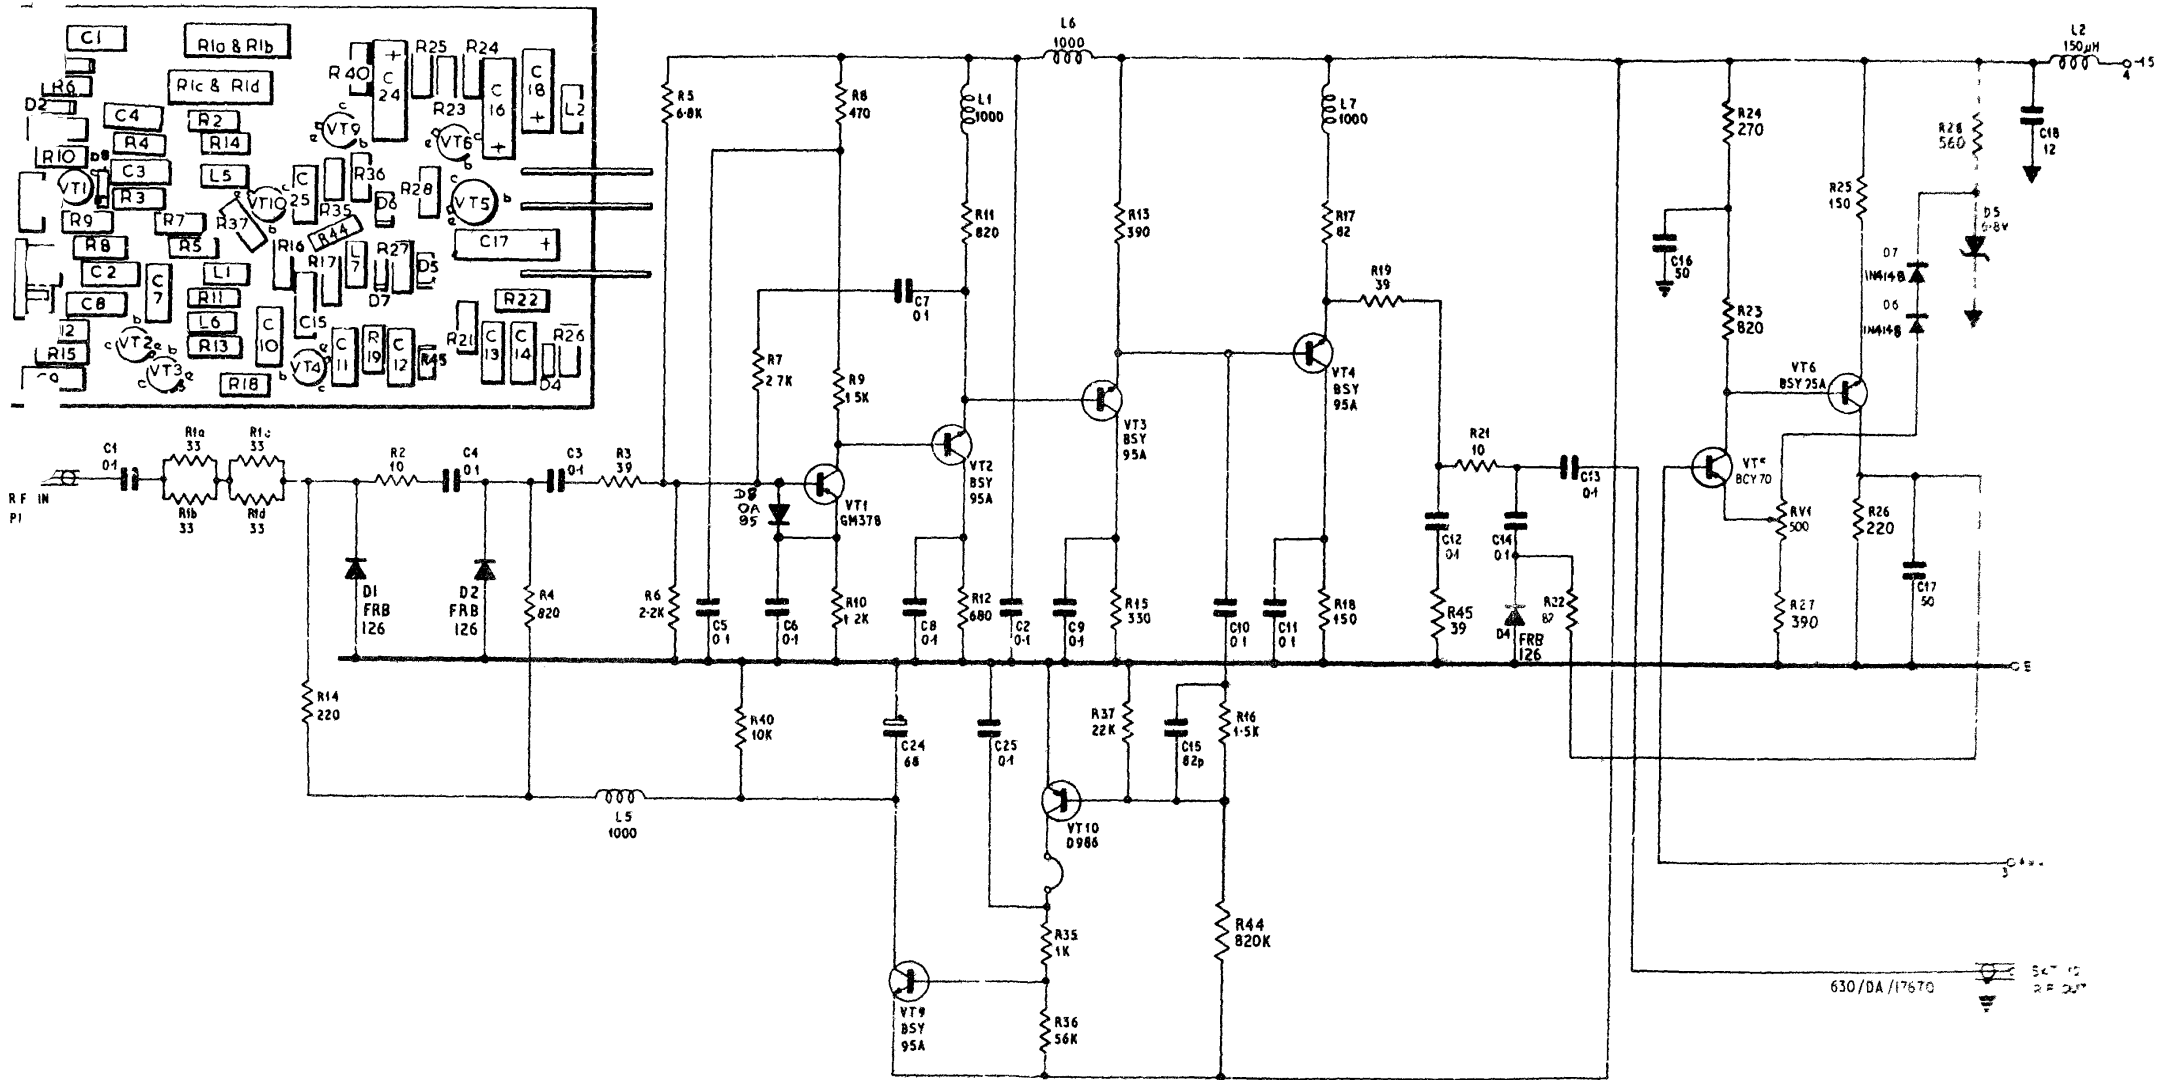 C1
R1a & R1b
R1c & R1d
R6
D2
C4
R2
R4
R14
R10
D8
C3
L5
VT1
R3
R9
R7
R37
VT10
R8
R5
R16
C2
L1
C7
C8
R11
L6
12
R15
VT2
R13
VT3
R18
C10
VT4
C15
R17
R44
R35
C25
R36
D6
R28
VT5
C17 +
L7
R27
D5
D7
R22
R21
C11
R19
C12
R45
C13
C14
D4
R26
R40
+ C24
R25
R24
R23
C16 +
C18 +
L2
VT9
VT6
c
e
b
L6
1000
L2
150µH
-15
4
R5
6·8K
R8
470
L1
1000
L7
1000
R24
270
R28
560
C18
12
R11
820
R13
390
R17
82
R25
150
C16
50
D5
6·8V
D7
1N4148
D6
1N4148
R19
39
C7
0·1
R23
820
R7
2·7K
R9
1·5K
VT4
BSY
95A
VT6
BSY95A
VT3
BSY
95A
VT2
BSY
95A
R F IN
P1
C1
0·1
R1a
33
R1c
33
R1b
33
R1d
33
R2
10
C4
0·1
C3
0·1
R3
39
D8
OA
95
VT1
GM378
R21
10
C13
0·1
VT5
BCY70
RV1
500
R26
220
C12
0·1
C14
0·1
C17
50
D1
FRB
126
D2
FRB
126
R4
820
R6
2·2K
C5
0·1
C6
0·1
R10
1·2K
C8
0·1
R12
680
C2
0·1
C9
0·1
R15
330
C10
0·1
C11
0·1
R18
150
R45
39
D4
FRB
126
R22
82
R27
390
E
R14
220
R40
10K
C24
68
C25
0·1
R37
22K
C15
82p
R16
1·5K
L5
1000
VT10
D986
3
R35
1K
R44
820K
VT9
BSY
95A
R36
56K
630/DA/17670
R F OUT